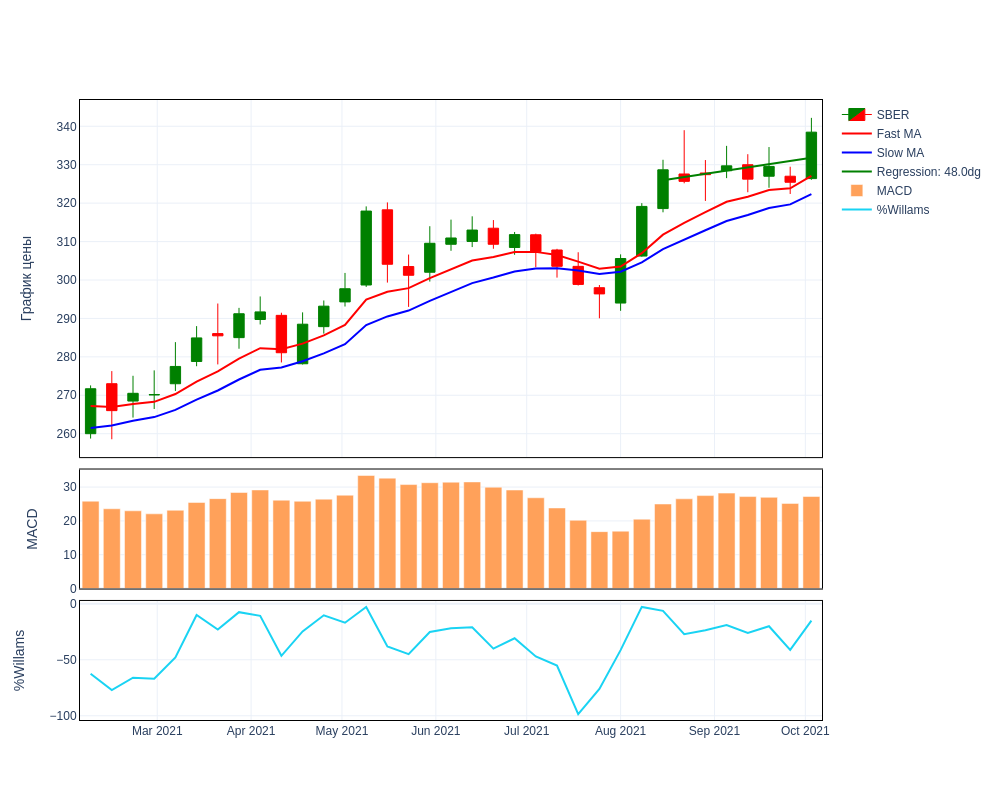 График цены
340
330
320
310
300
290
280
270
260
SBER
Fast MA
Slow MA
Regression: 48.0dg
MACD
%Willams
MACD
30
20
10
0
%Willams
0
−50
−100
Mar 2021
Apr 2021
May 2021
Jun 2021
Jul 2021
Aug 2021
Sep 2021
Oct 2021